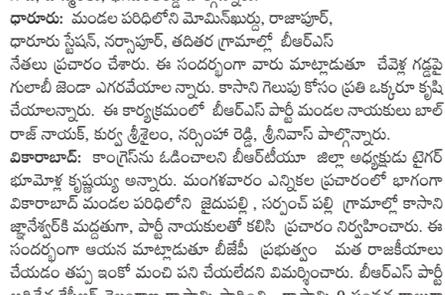 ధారూరు: మండల పరిధిలోని మోమిన్‌ఖుర్దు, రాజాపూర్,
ధారూరు స్టేషన్, నర్సాపూర్, తదితర గ్రామాల్లో బీఆర్ఎస్
నేతలు ప్రచారం చేశారు. ఈ సందర్భంగా వారు మాట్లాడుతూ చేవెళ్ల గడ్డపై
గులాబీ జెండా ఎగరవేయాల న్నారు. కాసాని గెలుపు కోసం ప్రతి ఒక్కరూ కృషి
చేయాలన్నారు. ఈ కార్యక్రమంలో బీఆర్ఎస్ పార్టీ మండల నాయకులు బాల్
రాజ్ నాయక్, కుర్వ శ్రీశైలం, నర్సింహా రెడ్డి, శ్రీనివాస్ పాల్గొన్నారు.
వికారాబాద్: కాంగ్రెస్‌ను ఓడించాలని బీఆర్‌టీయూ జిల్లా అధ్యక్షుడు టైగర్
భూమోళ్ల కృష్ణయ్య అన్నారు. మంగళవారం ఎన్నికల ప్రచారంలో భాగంగా
వికారాబాద్ మండల పరిధిలోని జైదుపల్లి , సర్పంచ్ పల్లి గ్రామాల్లో కాసాని
జ్ఞానేశ్వర్‌కి మద్దతుగా, పార్టీ నాయకులతో కలిసి ప్రచారం నిర్వహించారు. ఈ
సందర్భంగా ఆయన మాట్లాడుతూ బీజేపీ ప్రభుత్వం మత రాజకీయాలు
చేయడం తప్ప ఇంకో మంచి పని చేయలేదని విమర్శించారు. బీఆర్ఎస్ పార్టీ